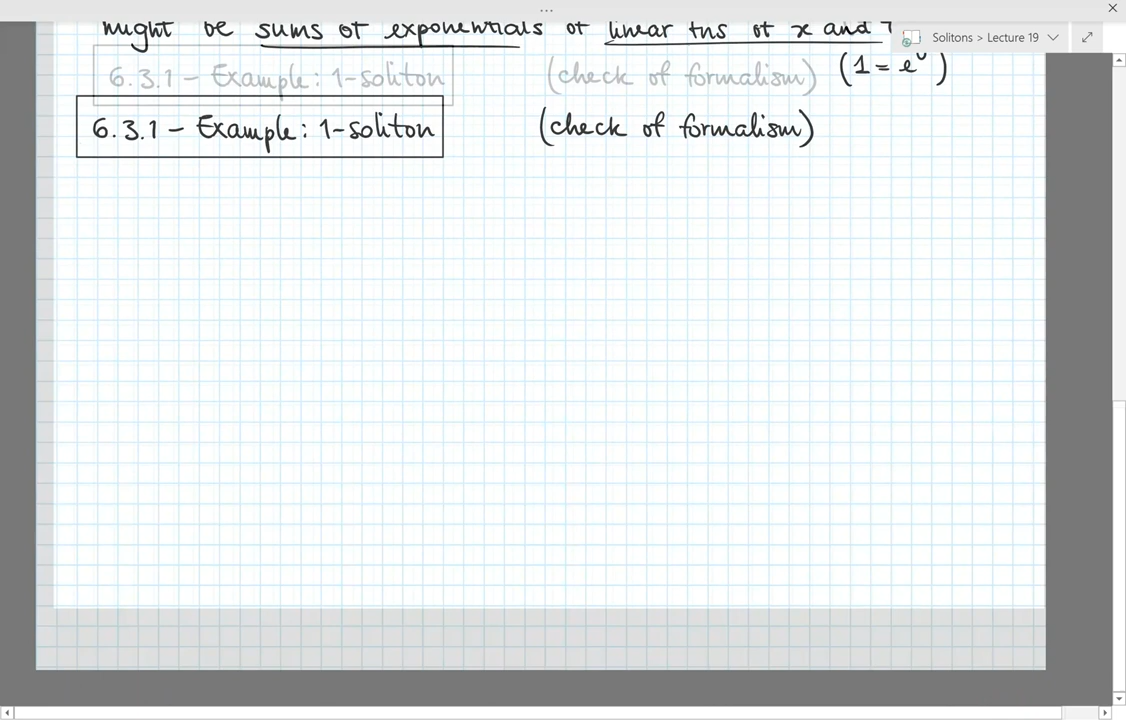 might be sums of exponentials of linear fns of x and
Solitons > Lecture 19
6.3.1 – Example: 1-soliton (check of formalism) (1 = e⁰)
6.3.1 – Example: 1-soliton (check of formalism)